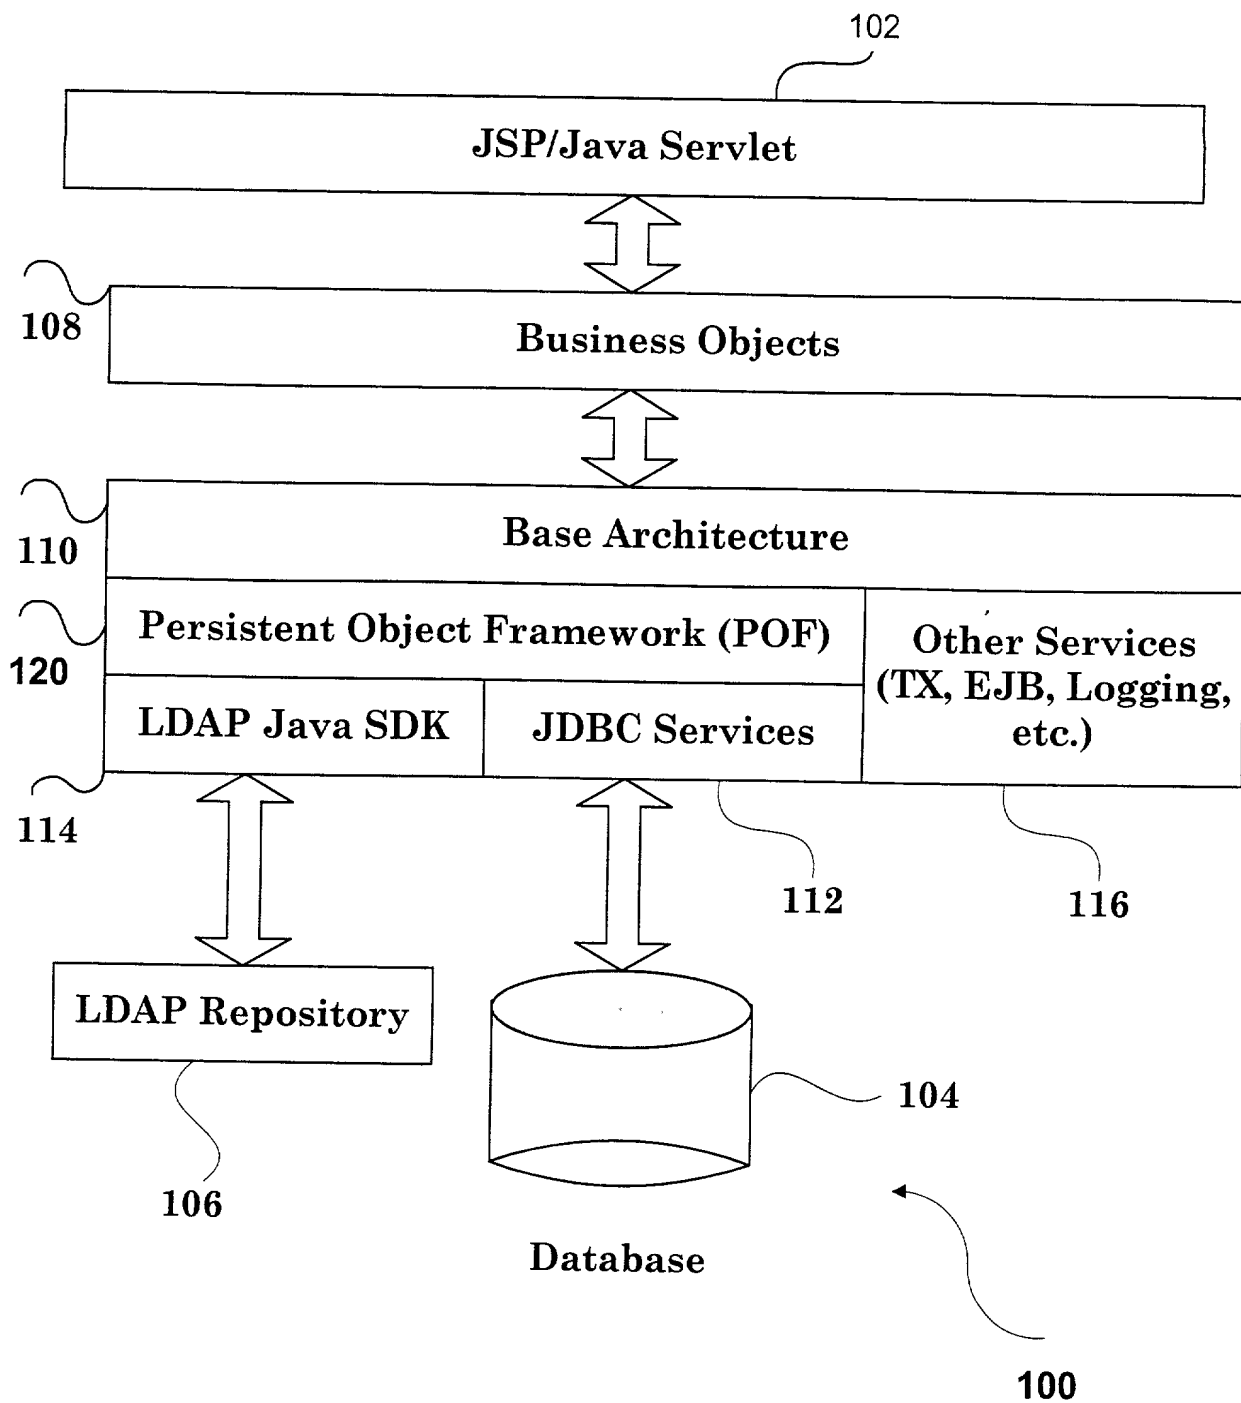 102
JSP/Java Servlet
108
Business Objects
110
Base Architecture
120
Persistent Object Framework (POF)
Other Services
(TX, EJB, Logging,
etc.)
LDAP Java SDK
JDBC Services
114
112
116
LDAP Repository
104
106
Database
100